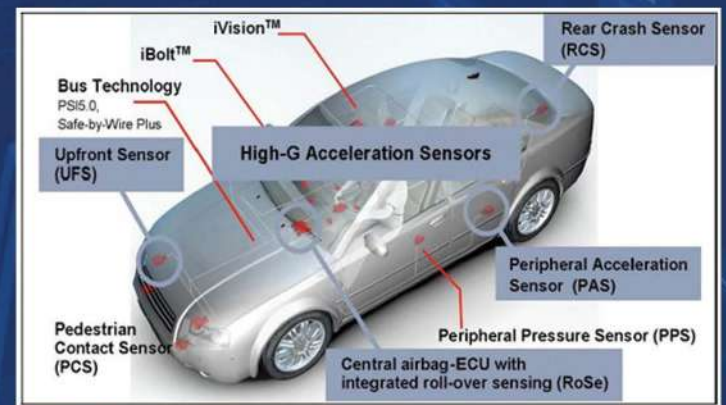 iVision™
iBolt™
Bus Technology
PSI5.0,
Safe-by-Wire Plus
Rear Crash Sensor
(RCS)
Upfront Sensor
(UFS)
High-G Acceleration Sensors
Peripheral Acceleration
Sensor (PAS)
Pedestrian
Contact Sensor
(PCS)
Peripheral Pressure Sensor (PPS)
Central airbag-ECU with
integrated roll-over sensing (RoSe)